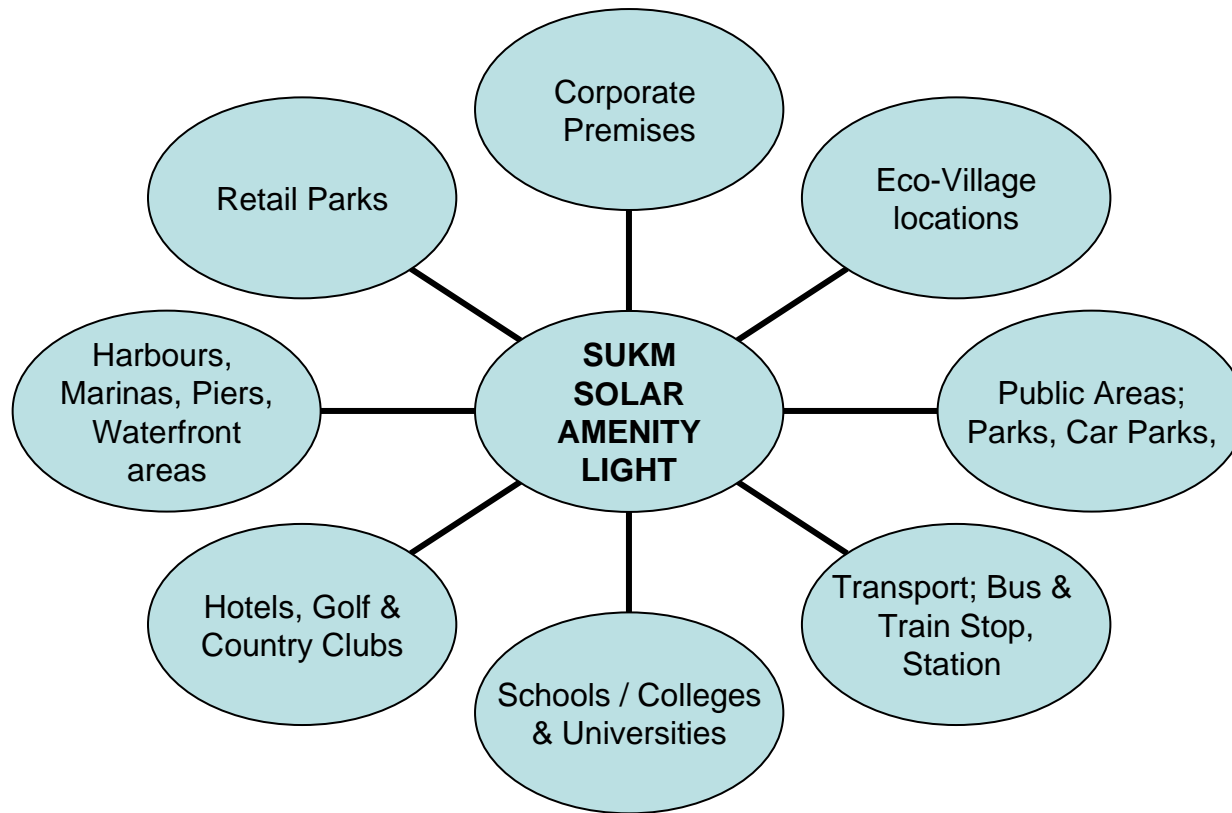 Corporate
Premises
Eco-Village
locations
Public Areas;
Parks, Car Parks,
Transport; Bus &
Train Stop,
Station
Schools / Colleges
& Universities
Hotels, Golf &
Country Clubs
Harbours,
Marinas, Piers,
Waterfront
areas
Retail Parks
SUKM
SOLAR
AMENITY
LIGHT